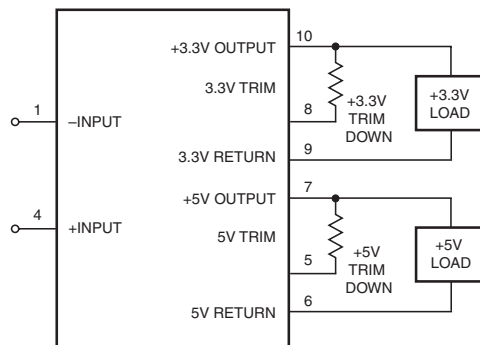 10
+3.3V OUTPUT
3.3V TRIM
8
+3.3V
TRIM
DOWN
+3.3V
LOAD
1
–INPUT
3.3V RETURN
9
+5V OUTPUT
7
4
+INPUT
5V TRIM
5
+5V
TRIM
DOWN
+5V
LOAD
5V RETURN
6